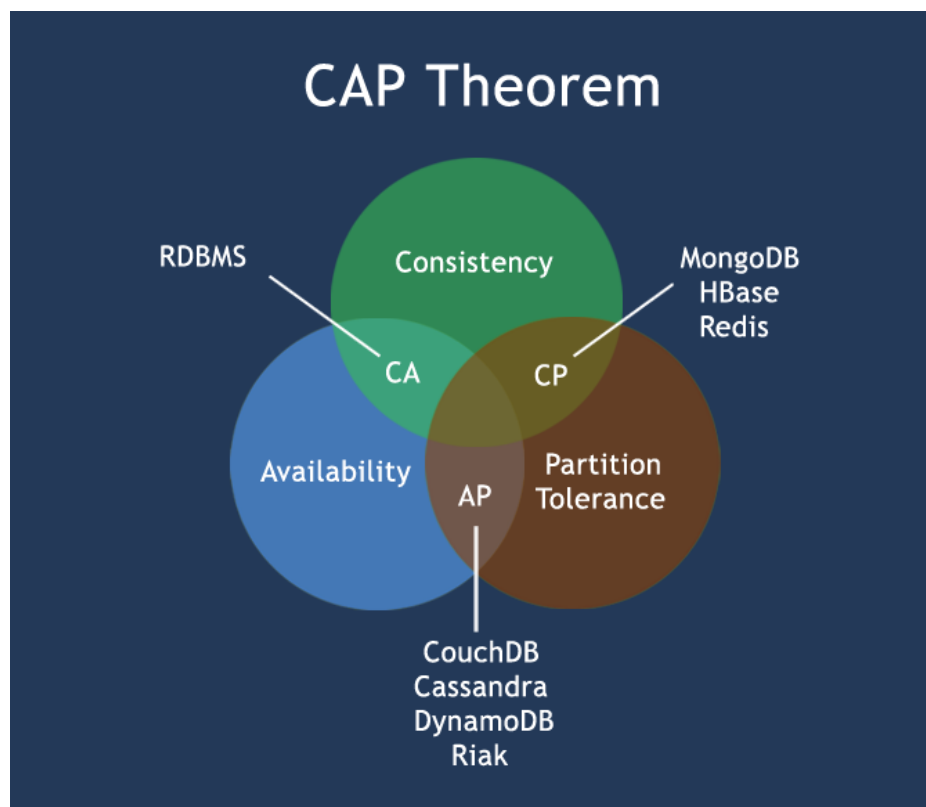 CAP Theorem
RDBMS
Consistency
MongoDB
HBase
Redis
CA
CP
Availability
Partition
Tolerance
AP
CouchDB
Cassandra
DynamoDB
Riak